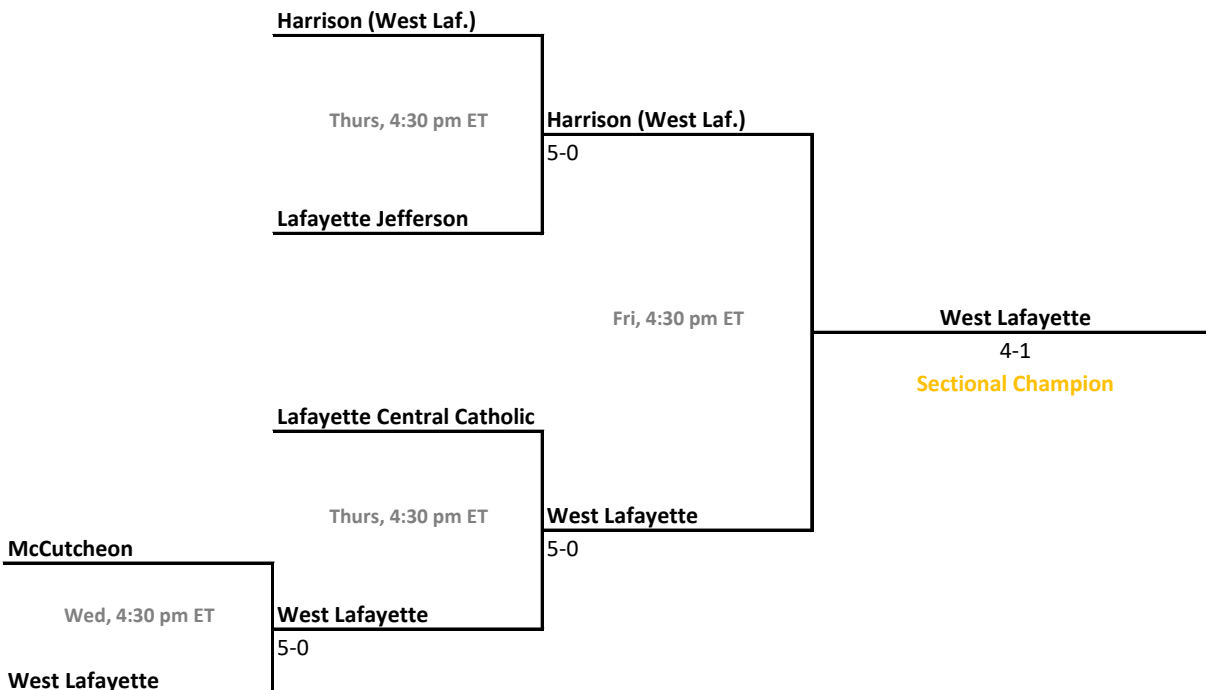 Harrison (West Laf.)
Thurs, 4:30 pm ET
Harrison (West Laf.)
5-0
Lafayette Jefferson
Fri, 4:30 pm ET
West Lafayette
4-1
Sectional Champion
Lafayette Central Catholic
Thurs, 4:30 pm ET
West Lafayette
5-0
McCutcheon
Wed, 4:30 pm ET
West Lafayette
5-0
West Lafayette